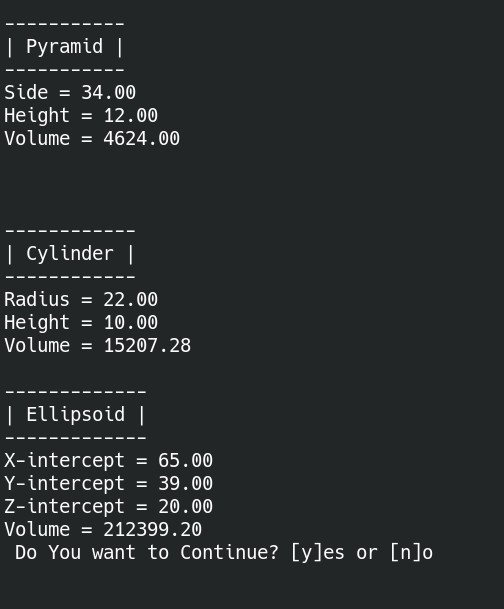 -----------
| Pyramid |
-----------
Side = 34.00
Height = 12.00
Volume = 4624.00
------------
| Cylinder |
------------
Radius = 22.00
Height = 10.00
Volume = 15207.28
-------------
| Ellipsoid |
-------------
X-intercept = 65.00
Y-intercept = 39.00
Z-intercept = 20.00
Volume = 212399.20
Do You want to Continue? [y]es or [n]o